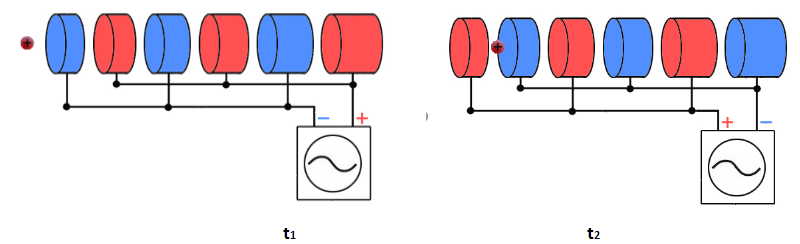 + +
− + + −
t1 t2